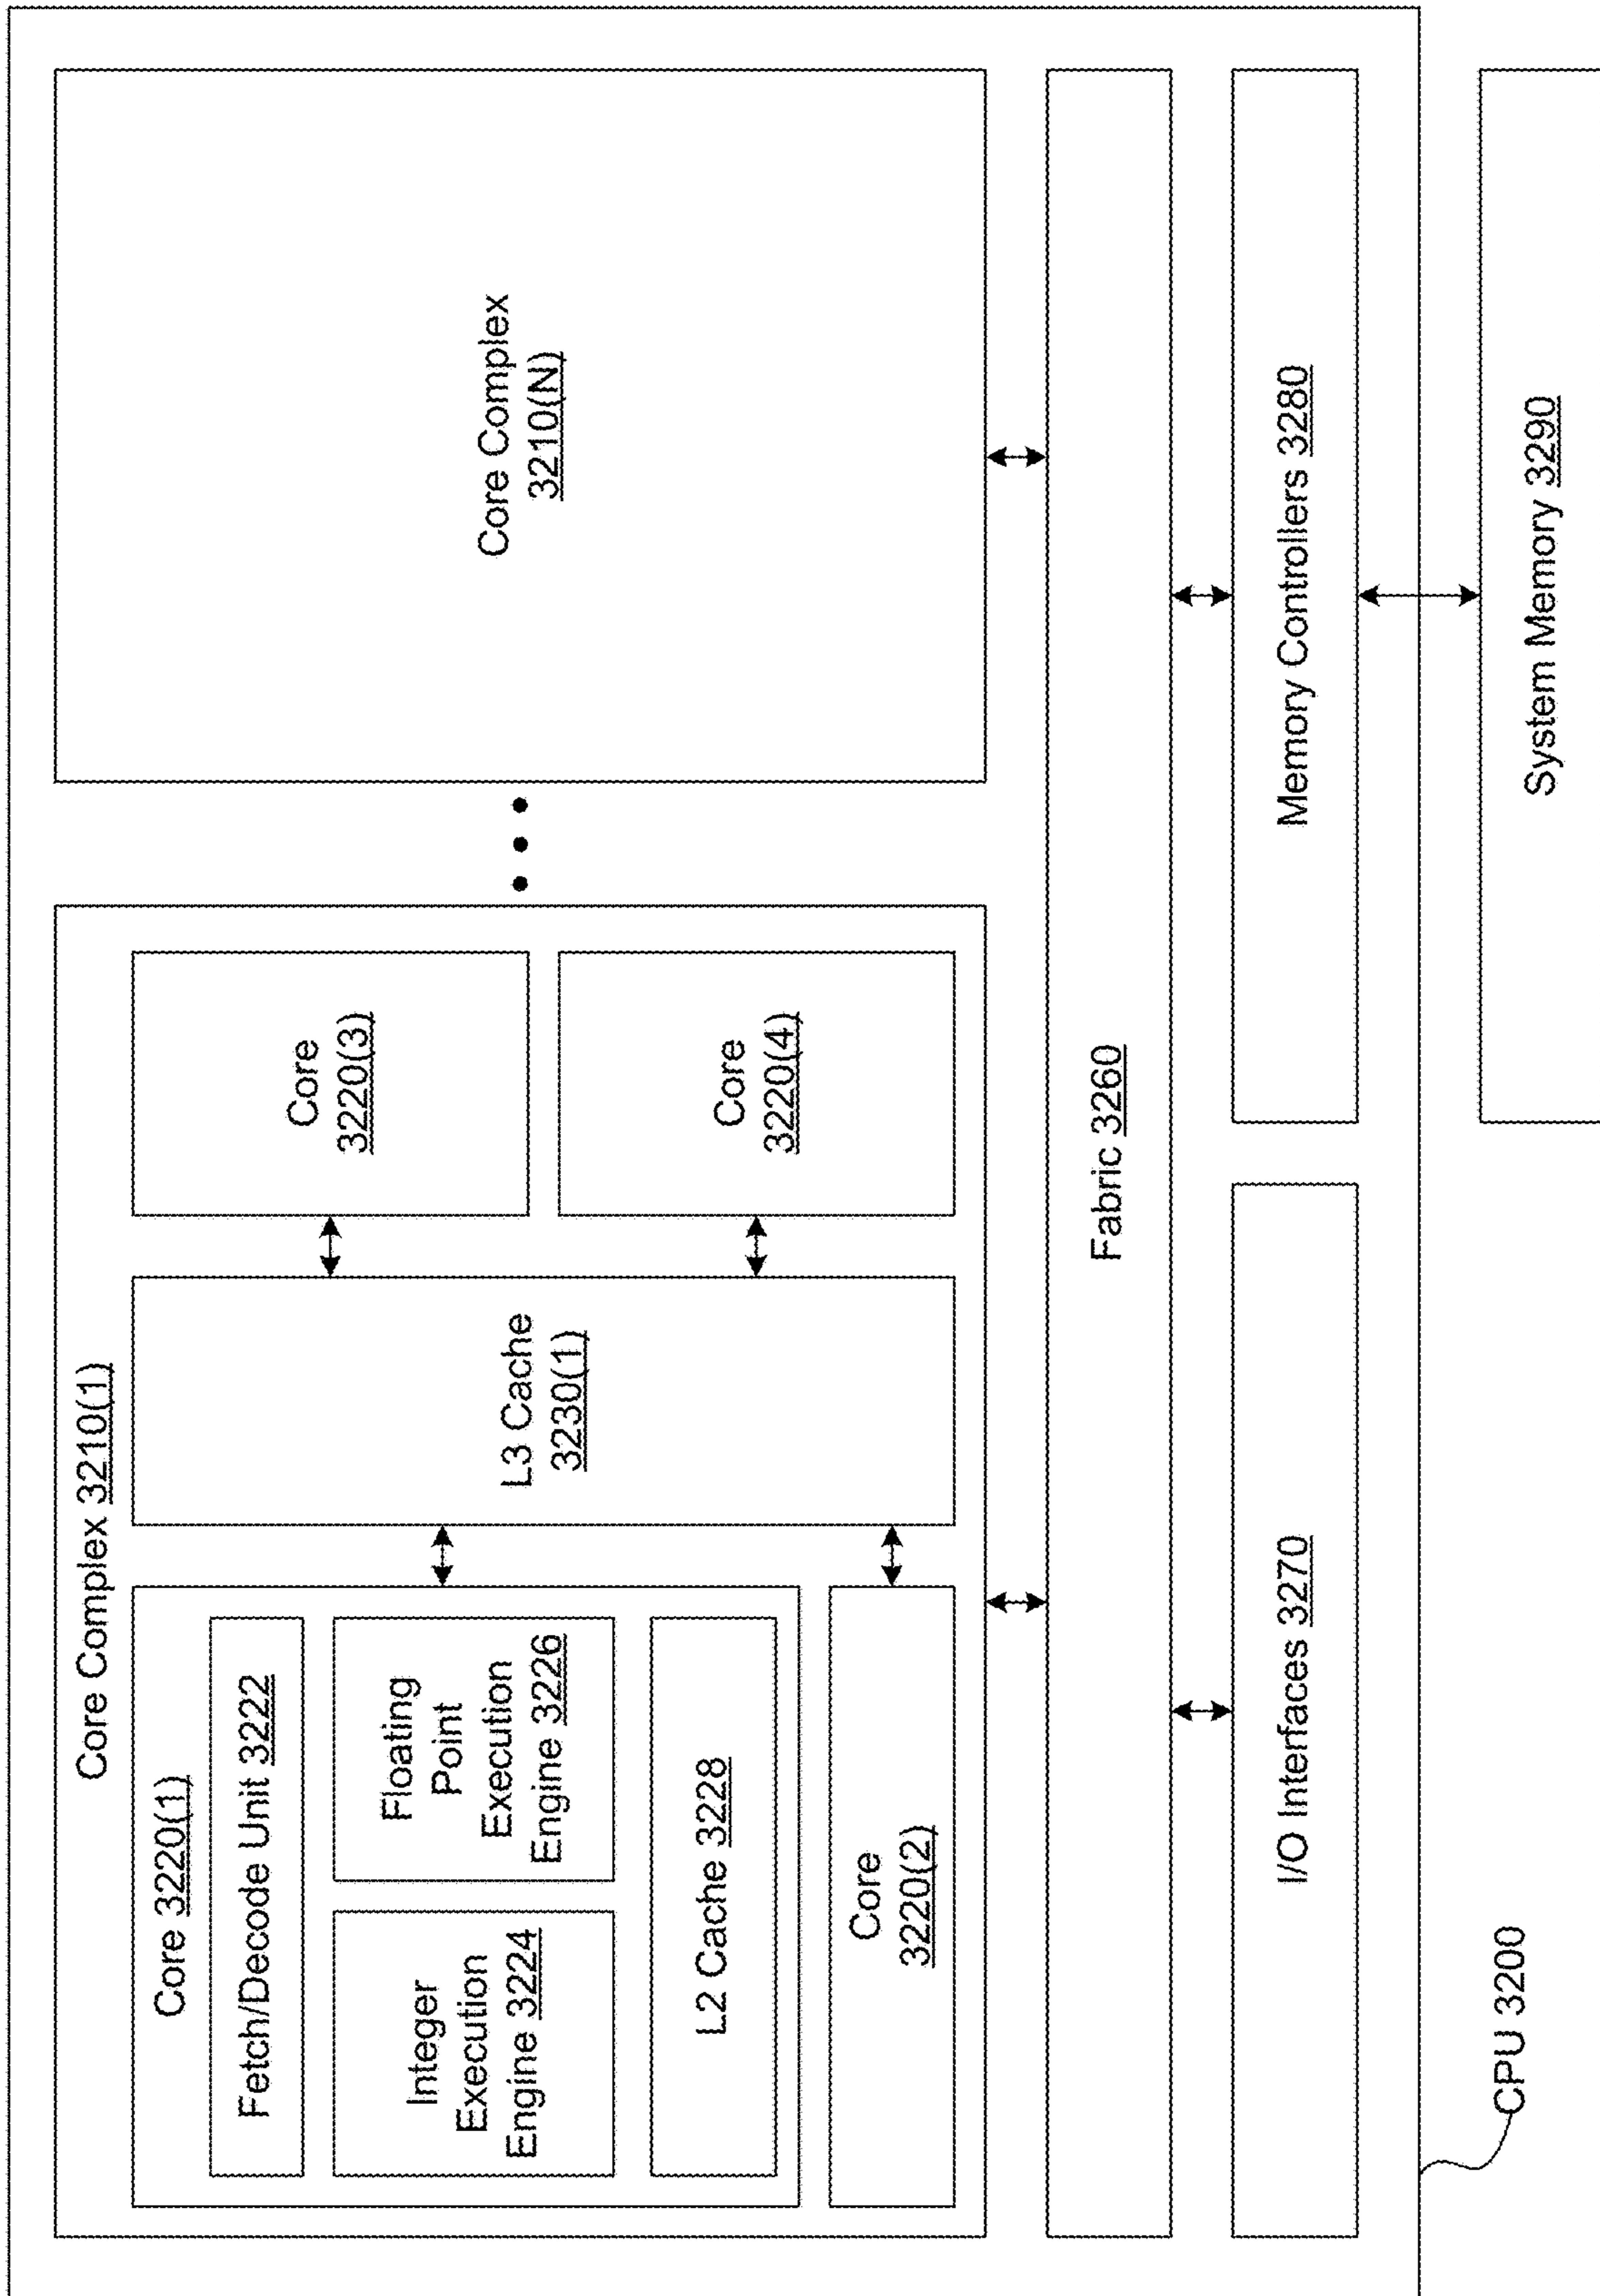 Core Complex 3210(1)
Core 3220(1)
Fetch/Decode Unit 3222
Integer
Execution
Engine 3224
Floating
Point
Execution
Engine 3226
L2 Cache 3228
Core
3220(2)
L3 Cache
3230(1)
Core
3220(3)
Core
3220(4)
Core Complex
3210(N)
Fabric 3260
I/O Interfaces 3270
Memory Controllers 3280
CPU 3200
System Memory 3290